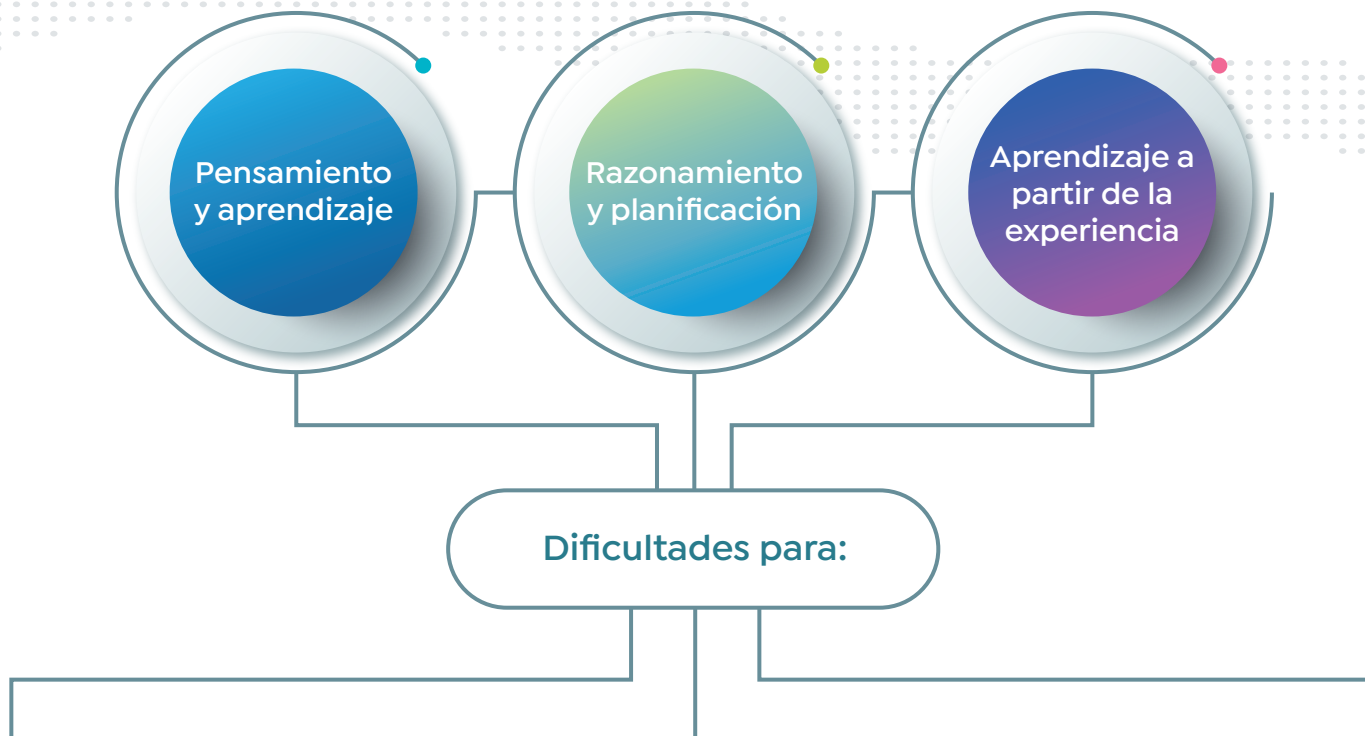 Pensamiento
y aprendizaje
Razonamiento
y planificación
Aprendizaje a
partir de la
experiencia
Dificultades para: